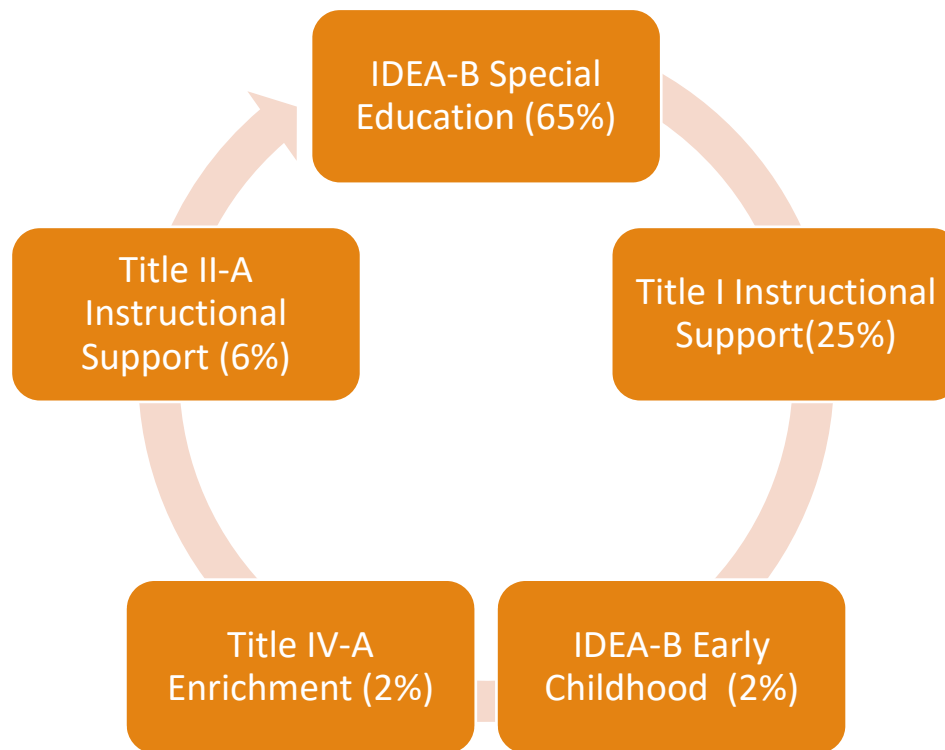 IDEA-B Special
Education (65%)
Title I Instructional
Support(25%)
IDEA-B Early
Childhood  (2%)
Title IV-A
Enrichment (2%)
Title II-A
Instructional
Support (6%)